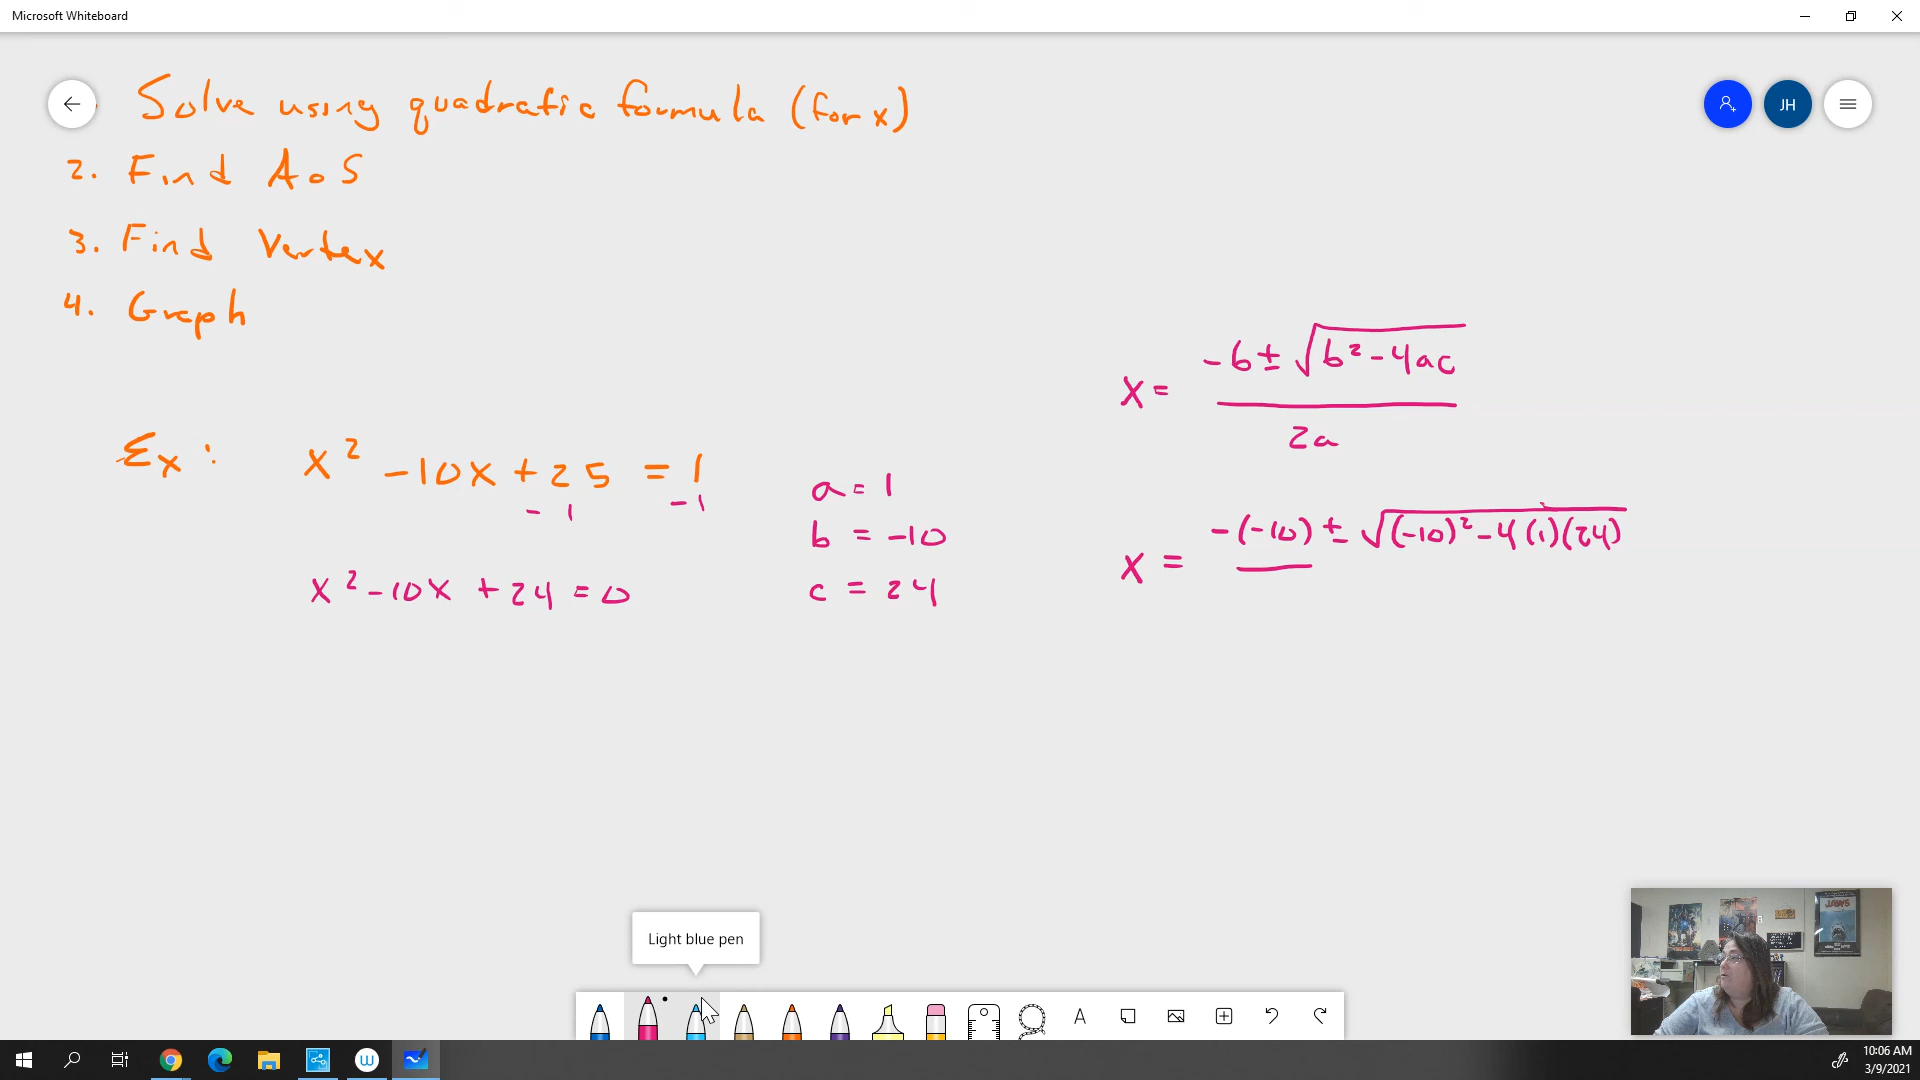 Microsoft Whiteboard
Solve using quadratic formula (for x)
2. Find AoS
3. Find Vertex
4. Graph
JH
Ex: x² -10x + 25 = 1
-1 -1
x² -10x + 24 = 0
a = 1
b = -10
c = 24
x = -b ± √b² - 4ac
2a
x = -(-10) ± √(-10)² - 4(1)(24)
Light blue pen
A
JAWS
10:06 AM
3/9/2021